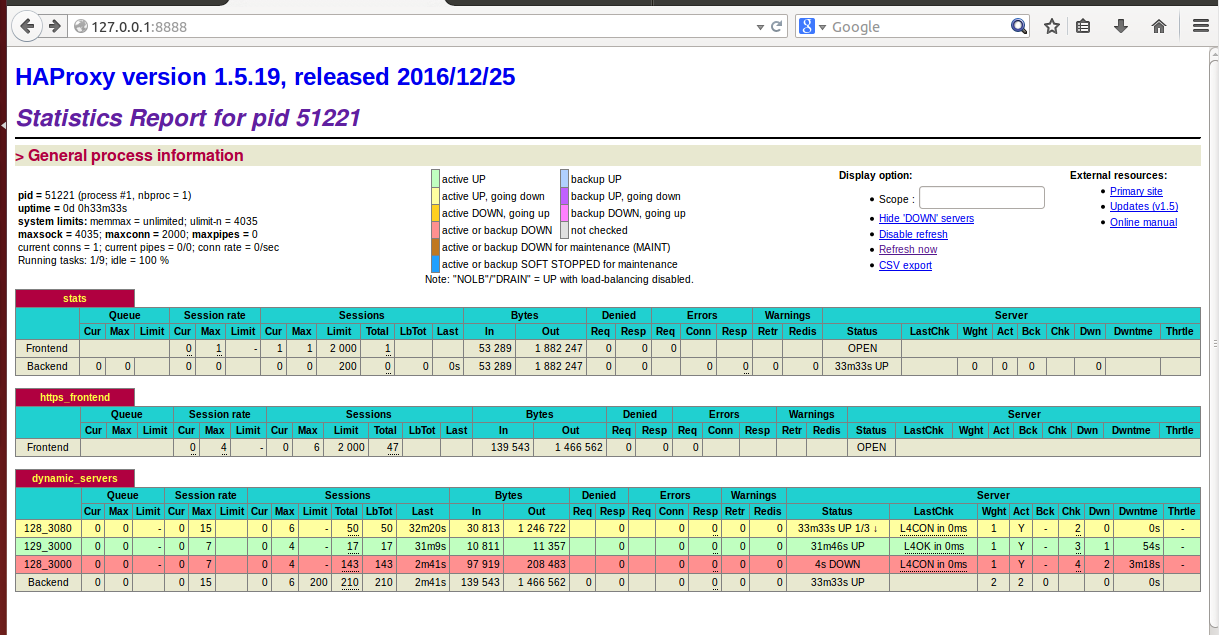 127.0.0.1:8888
Google
HAProxy version 1.5.19, released 2016/12/25
Statistics Report for pid 51221
> General process information
pid = 51221 (process #1, nbproc = 1)
uptime = 0d 0h33m33s
system limits: memmax = unlimited; ulimit-n = 4035
maxsock = 4035; maxconn = 2000; maxpipes = 0
current conns = 1; current pipes = 0/0; conn rate = 0/sec
Running tasks: 1/9; idle = 100 %
active UP backup UP
active UP, going down backup UP, going down
active DOWN, going up backup DOWN, going up
active or backup DOWN not checked
active or backup DOWN for maintenance (MAINT)
active or backup SOFT STOPPED for maintenance
Note: "NOLB"/"DRAIN" = UP with load-balancing disabled.
Display option:
Scope :
Hide 'DOWN' servers
Disable refresh
Refresh now
CSV export
External resources:
Primary site
Updates (v1.5)
Online manual
stats
Queue Session rate Sessions Bytes Denied Errors Warnings Server
Cur Max Limit Cur Max Limit Cur Max Limit Total LbTot Last In Out Req Resp Req Conn Resp Retr Redis Status LastChk Wght Act Bck Chk Dwn Dwntme Thrtle
Frontend 0 1 - 1 1 2 000 1 53 289 1 882 247 0 0 0 OPEN
Backend 0 0 0 0 0 0 200 0 0 0s 53 289 1 882 247 0 0 0 0 0 0 33m33s UP 0 0 0 0
https_frontend
Queue Session rate Sessions Bytes Denied Errors Warnings Server
Cur Max Limit Cur Max Limit Cur Max Limit Total LbTot Last In Out Req Resp Req Conn Resp Retr Redis Status LastChk Wght Act Bck Chk Dwn Dwntme Thrtle
Frontend 0 4 - 0 6 2 000 47 139 543 1 466 562 0 0 0 OPEN
dynamic_servers
Queue Session rate Sessions Bytes Denied Errors Warnings Server
Cur Max Limit Cur Max Limit Cur Max Limit Total LbTot Last In Out Req Resp Req Conn Resp Retr Redis Status LastChk Wght Act Bck Chk Dwn Dwntme Thrtle
128_3080 0 0 - 0 15 0 6 - 50 50 32m20s 30 813 1 246 722 0 0 0 0 0 33m33s UP 1/3 ↓ L4CON in 0ms 1 Y - 2 0 0s -
129_3000 0 0 - 0 7 0 4 - 17 17 31m9s 10 811 11 357 0 0 0 0 0 31m46s UP L4OK in 0ms 1 Y - 3 1 54s -
128_3000 0 0 - 0 7 0 4 - 143 143 2m41s 97 919 208 483 0 0 0 0 0 4s DOWN L4CON in 0ms 1 Y - 4 2 3m18s -
Backend 0 0 0 15 0 6 200 210 210 2m41s 139 543 1 466 562 0 0 0 0 0 0 33m33s UP 2 2 0 0 0s